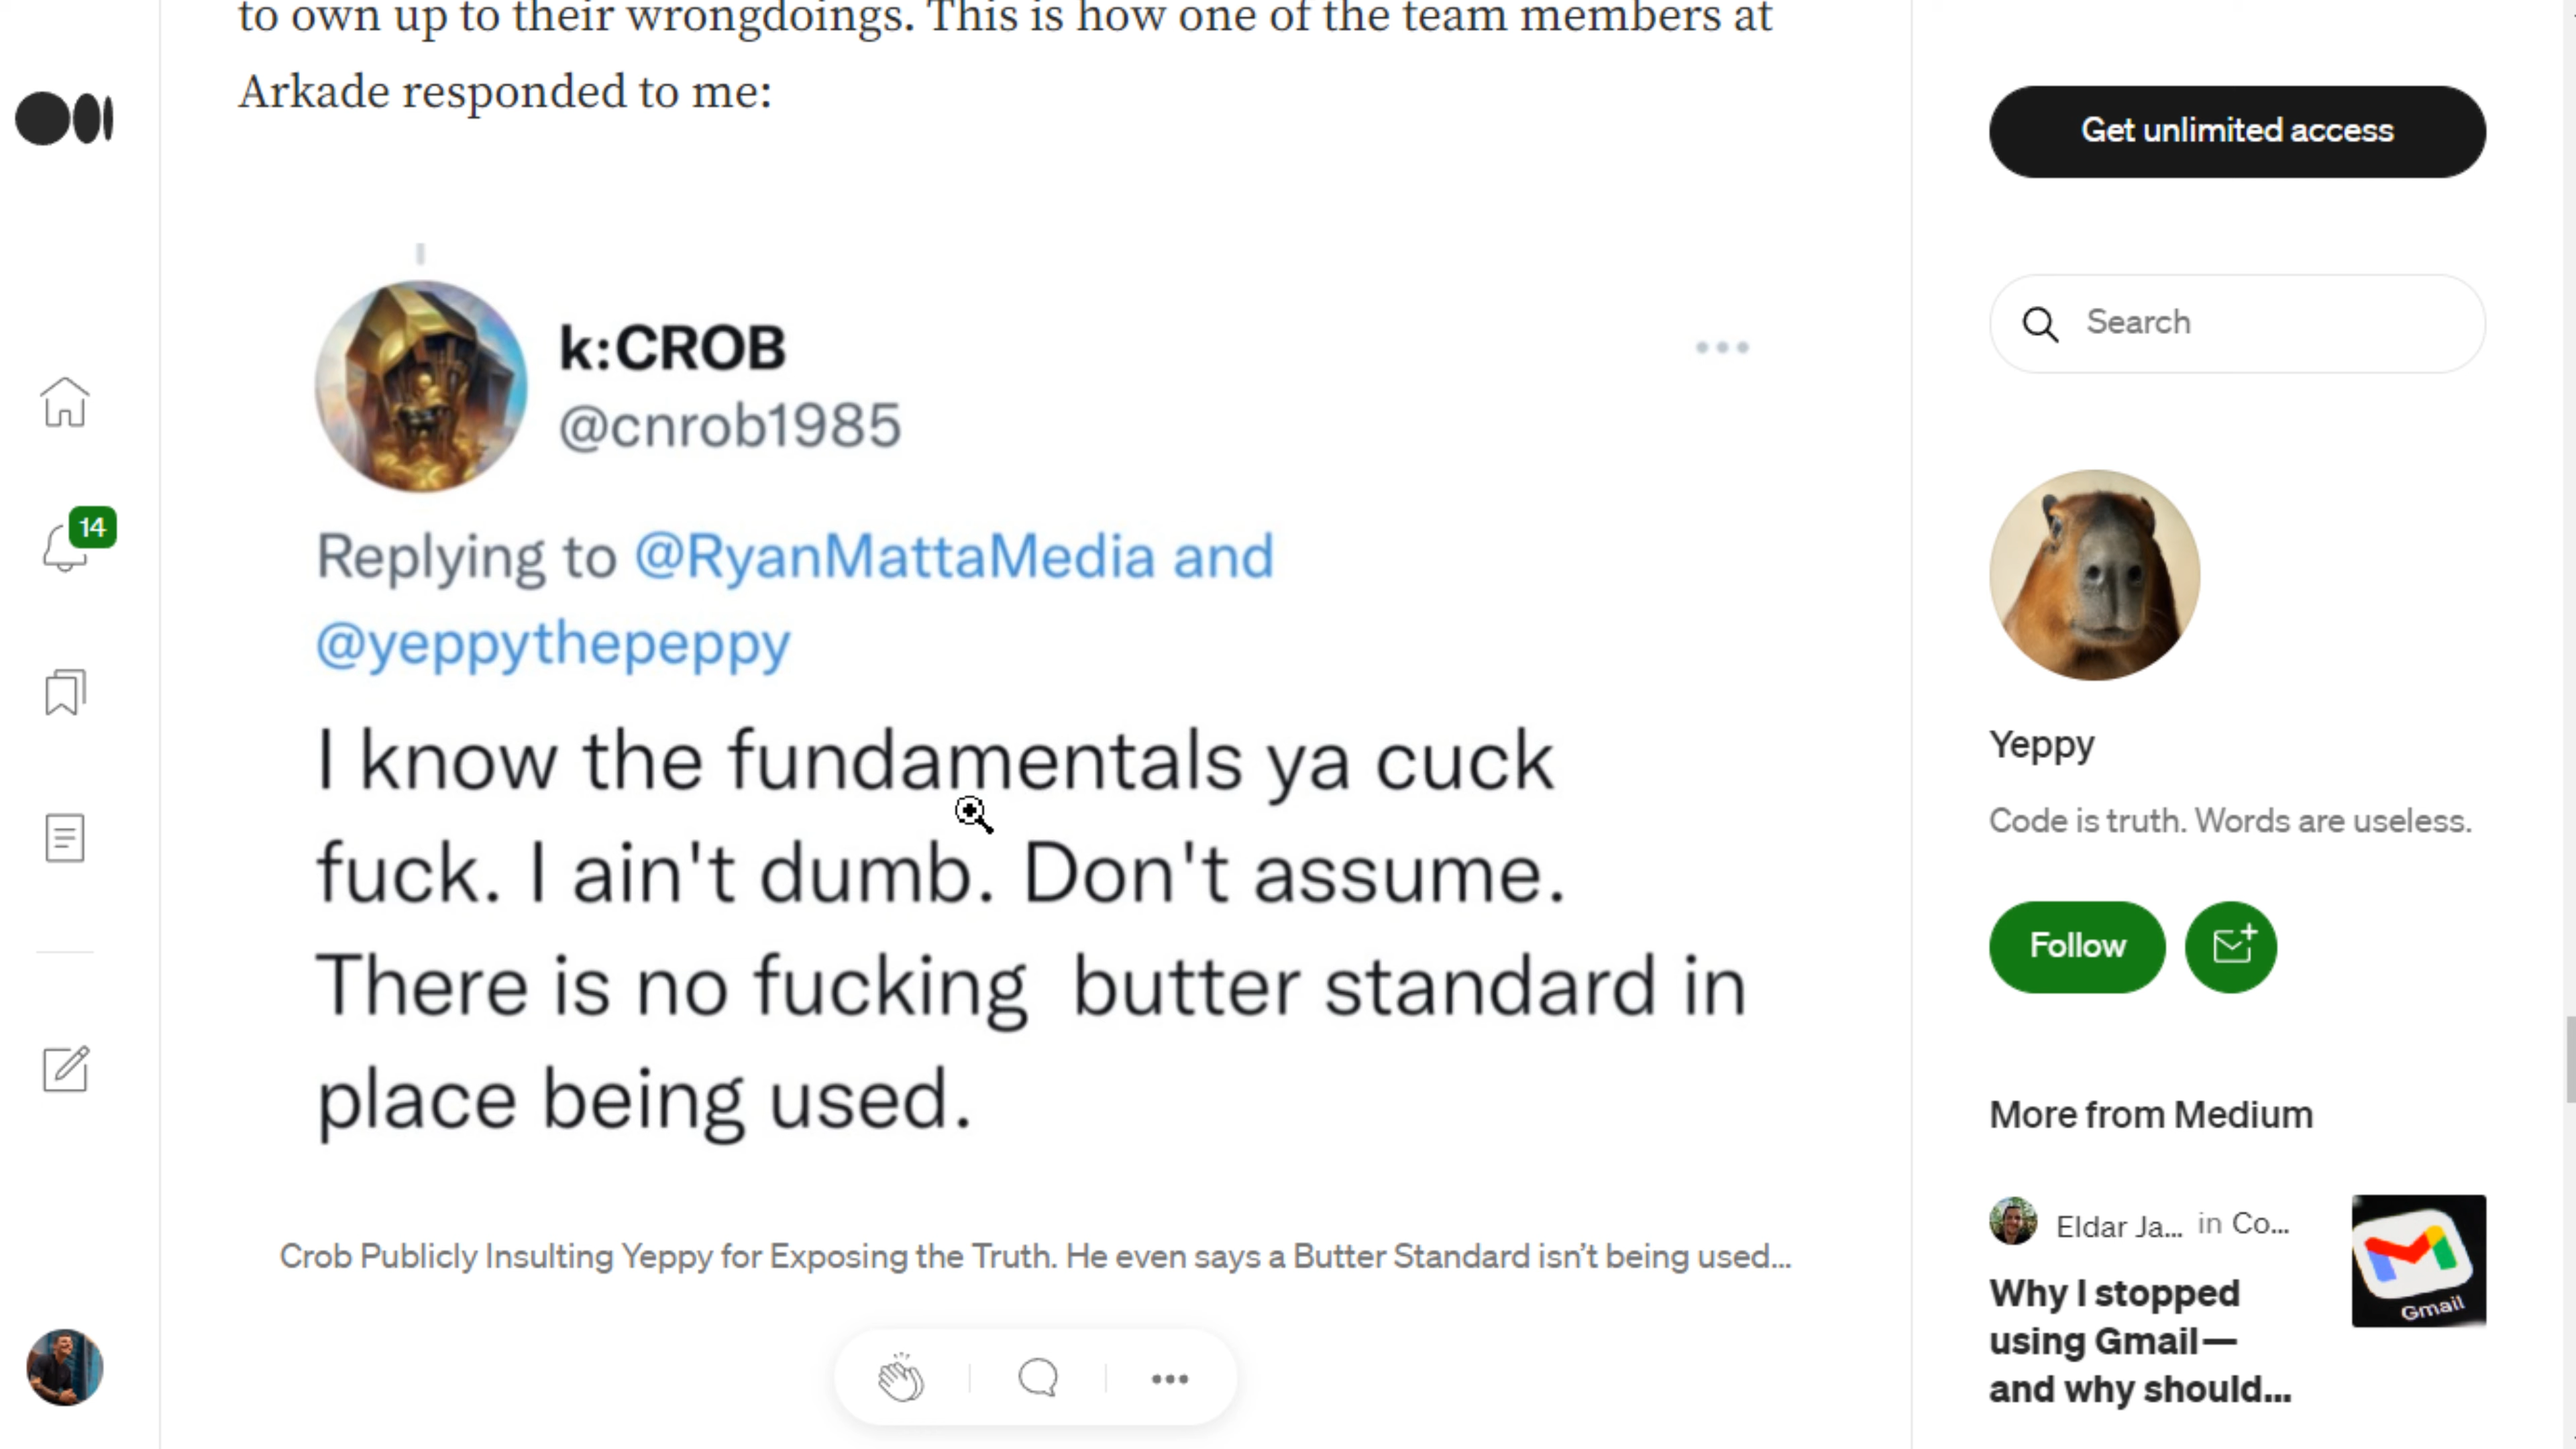 to own up to their wrongdoings. This is how one of the team members at
Arkade responded to me:
k:CROB
@cnrob1985
Replying to @RyanMattaMedia and
@yeppythepeppy
I know the fundamentals ya cuck
fuck. I ain't dumb. Don't assume.
There is no fucking  butter standard in
place being used.
Crob Publicly Insulting Yeppy for Exposing the Truth. He even says a Butter Standard isn’t being used...
14
Get unlimited access
Search
Yeppy
Code is truth. Words are useless.
Follow
More from Medium
Eldar Ja... in Co...
Why I stopped
using Gmail—
and why should...
Gmail